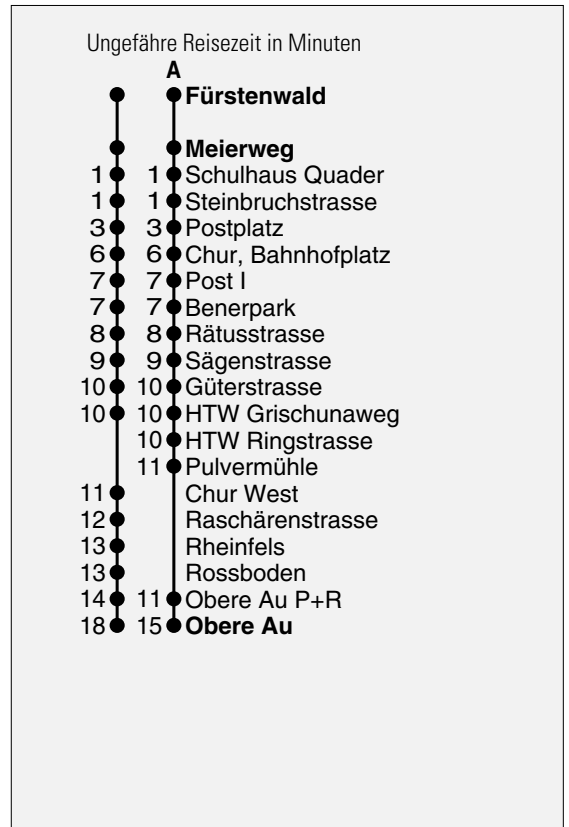 Ungefähre Reisezeit in Minuten
A
Fürstenwald
Meierweg
1 1 Schulhaus Quader
1 1 Steinbruchstrasse
3 3 Postplatz
6 6 Chur, Bahnhofplatz
7 7 Post I
7 7 Benerpark
8 8 Rätusstrasse
9 9 Sägenstrasse
10 10 Güterstrasse
10 10 HTW Grischunaweg
10 HTW Ringstrasse
11 Pulvermühle
11 Chur West
12 Raschärenstrasse
13 Rheinfels
13 Rossboden
14 11 Obere Au P+R
18 15 Obere Au